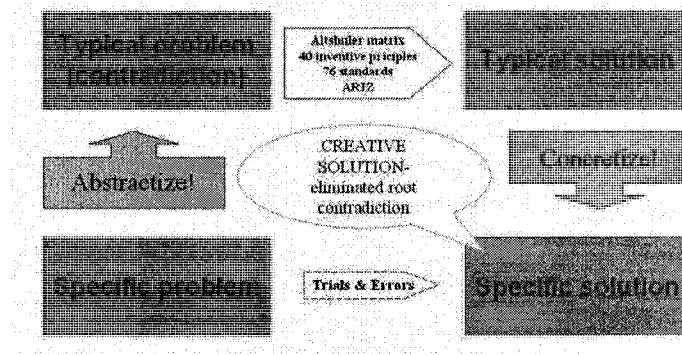 Typical problem
(contradiction)
Altshuler matrix
40 inventive priciples
76 standards
ARIZ
Typical solution
Abstractize!
CREATIVE
SOLUTION-
eliminated root
contradiction
Concretize!
Specific problem
Trials & Errors
Specific solution